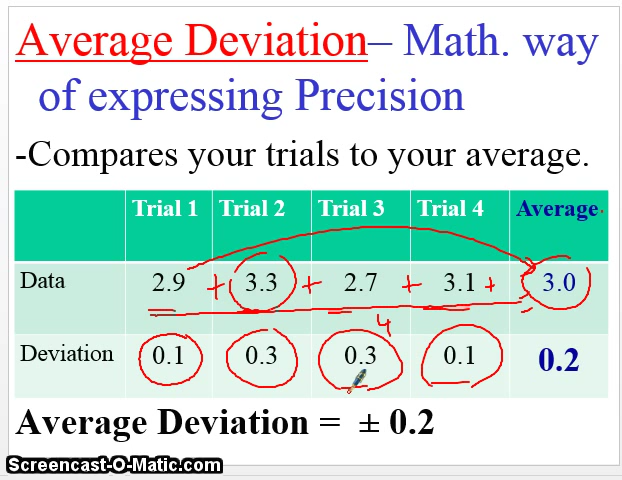 Average Deviation– Math. way
of expressing Precision
-Compares your trials to your average.
Trial 1 Trial 2 Trial 3 Trial 4 Average
Data 2.9 + 3.3 + 2.7 + 3.1 + 3.0
4
Deviation 0.1 0.3 0.3 0.1 0.2
Average Deviation = ± 0.2
Screencast-O-Matic.com